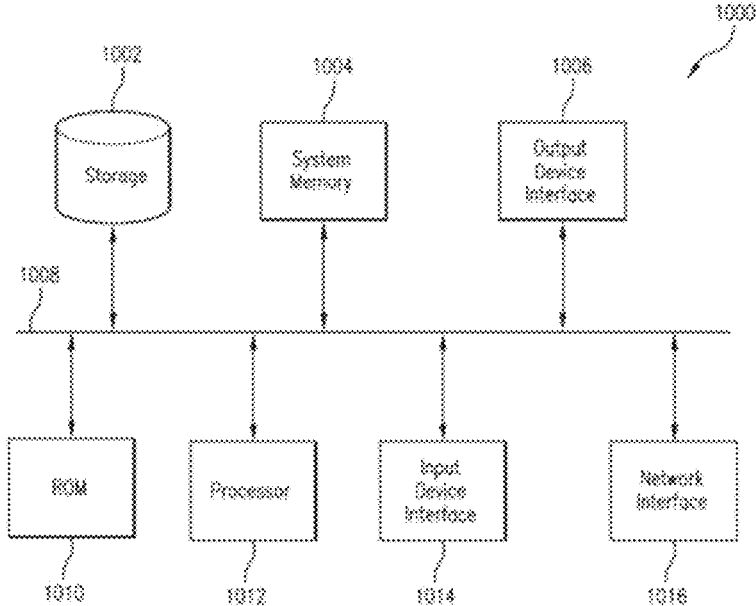 1000
1002
1004
1006
Storage
System
Memory
Output
Device
Interface
1008
ROM
Processor
Input
Device
Interface
Network
Interface
1010
1012
1014
1016